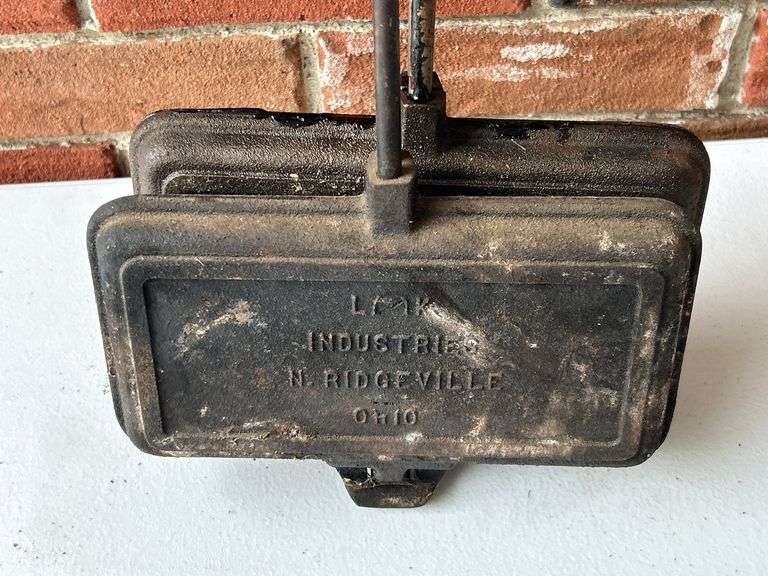 INDUSTRIES
N. RIDGEVILLE
OHIO